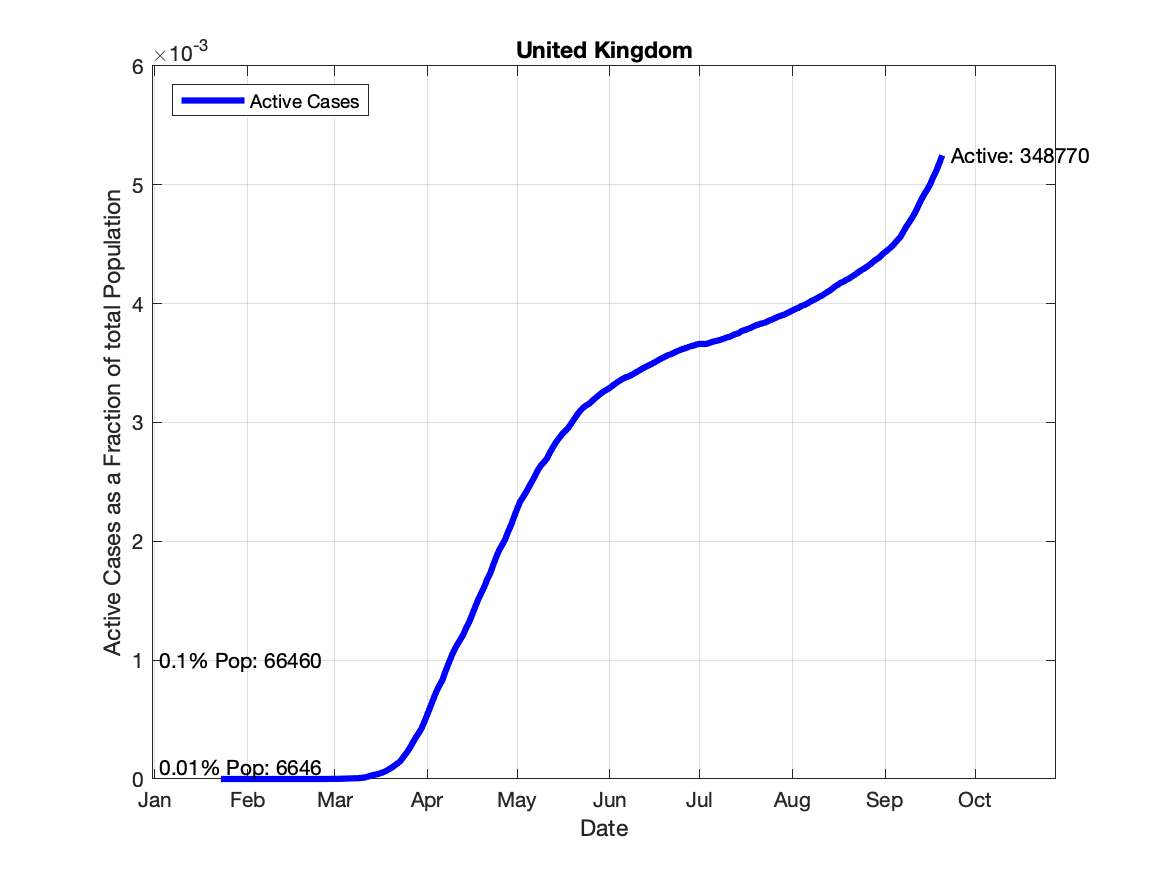 United Kingdom
×10-3
6
5
4
3
2
1
0
Active Cases
Active: 348770
0.1% Pop: 66460
0.01% Pop: 6646
Active Cases as a Fraction of total Population
Jan Feb Mar Apr May Jun Jul Aug Sep Oct
Date